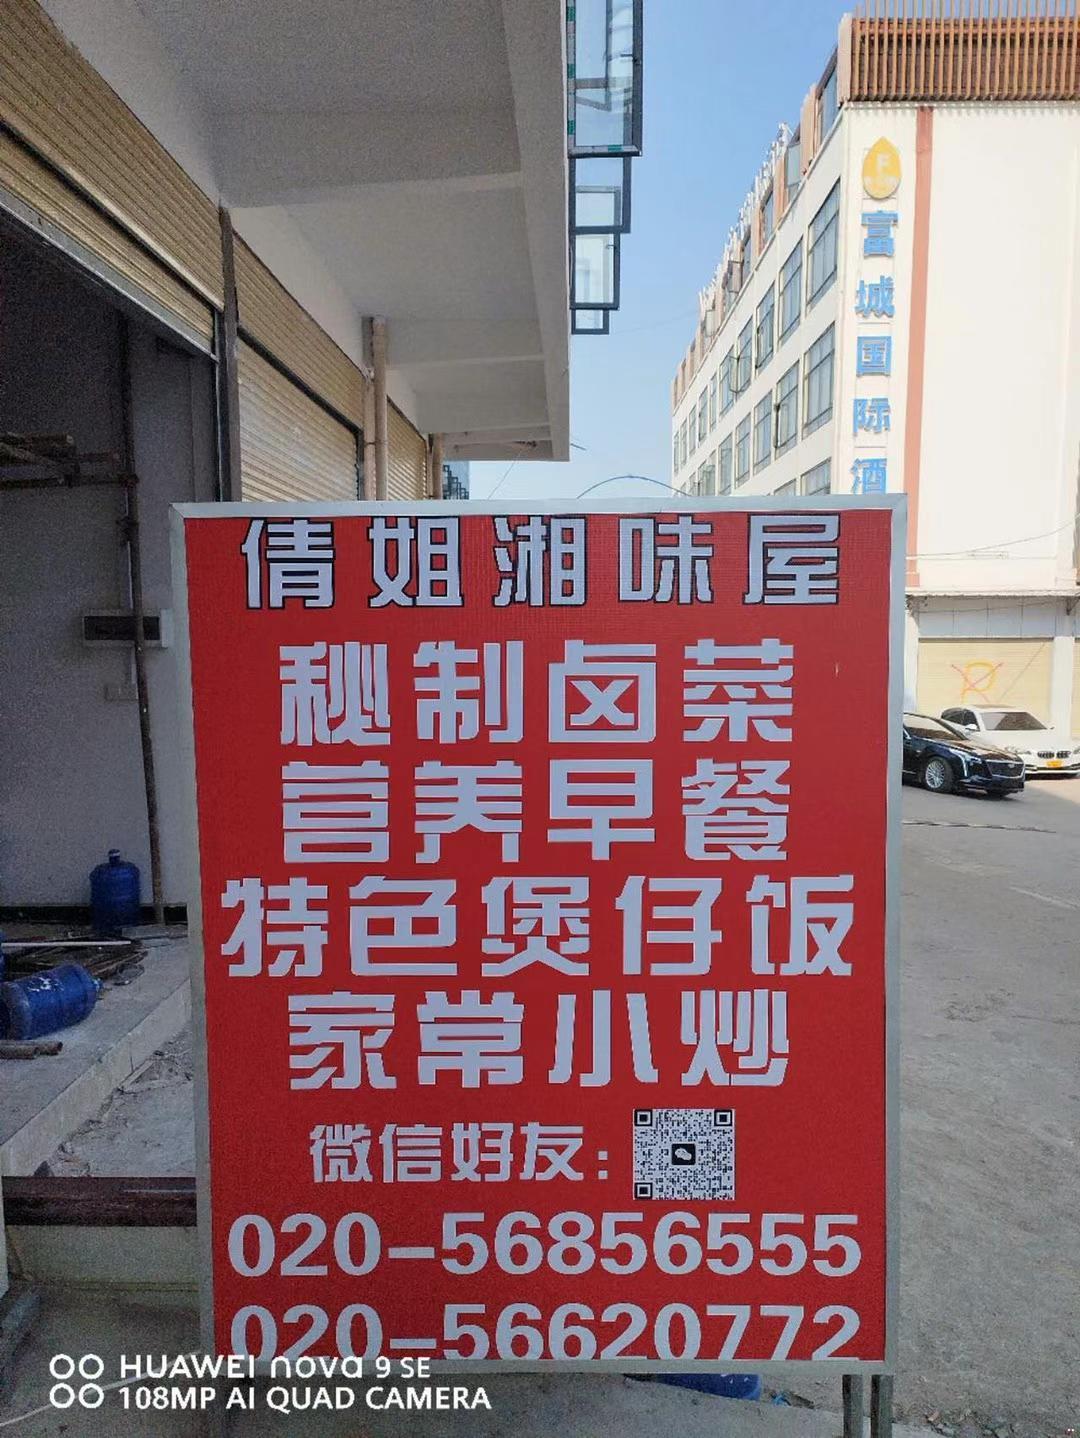 富城国际酒
倩姐湘味屋
秘制卤菜
营养早餐
特色煲仔饭
家常小炒
微信好友：
020-56856555
020-56620772
HUAWEI nova 9 SE
108MP AI QUAD CAMERA